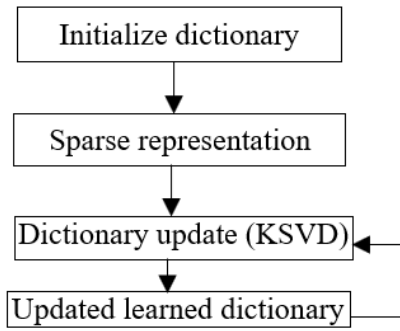 Initialize dictionary
Sparse representation
Dictionary update (KSVD)
Updated learned dictionary